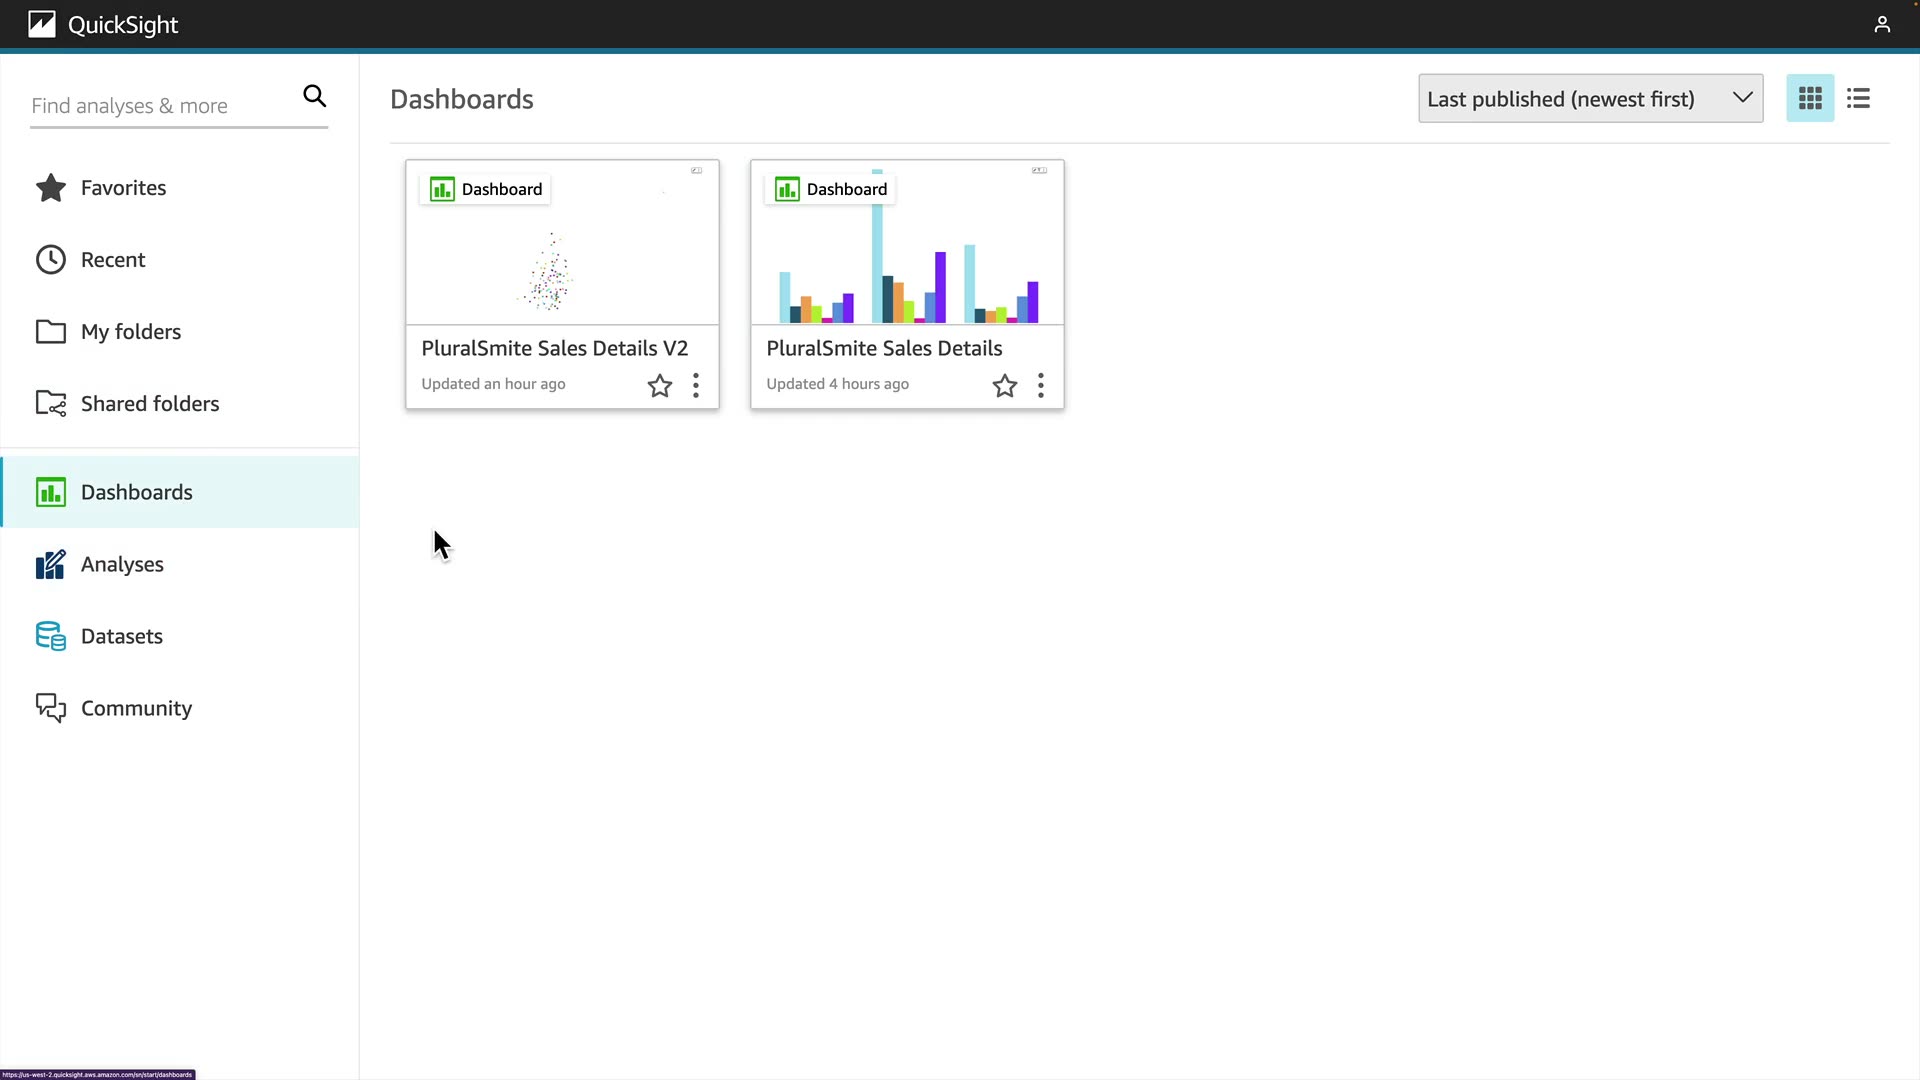 QuickSight
Find analyses & more
Favorites
Recent
My folders
Shared folders
Dashboards
Analyses
Datasets
Community
Dashboards
Last published (newest first)
Dashboard
PluralSmite Sales Details V2
Updated an hour ago
Dashboard
PluralSmite Sales Details
Updated 4 hours ago
https://us-west-2.quicksight.aws.amazon.com/sn/start/dashboards